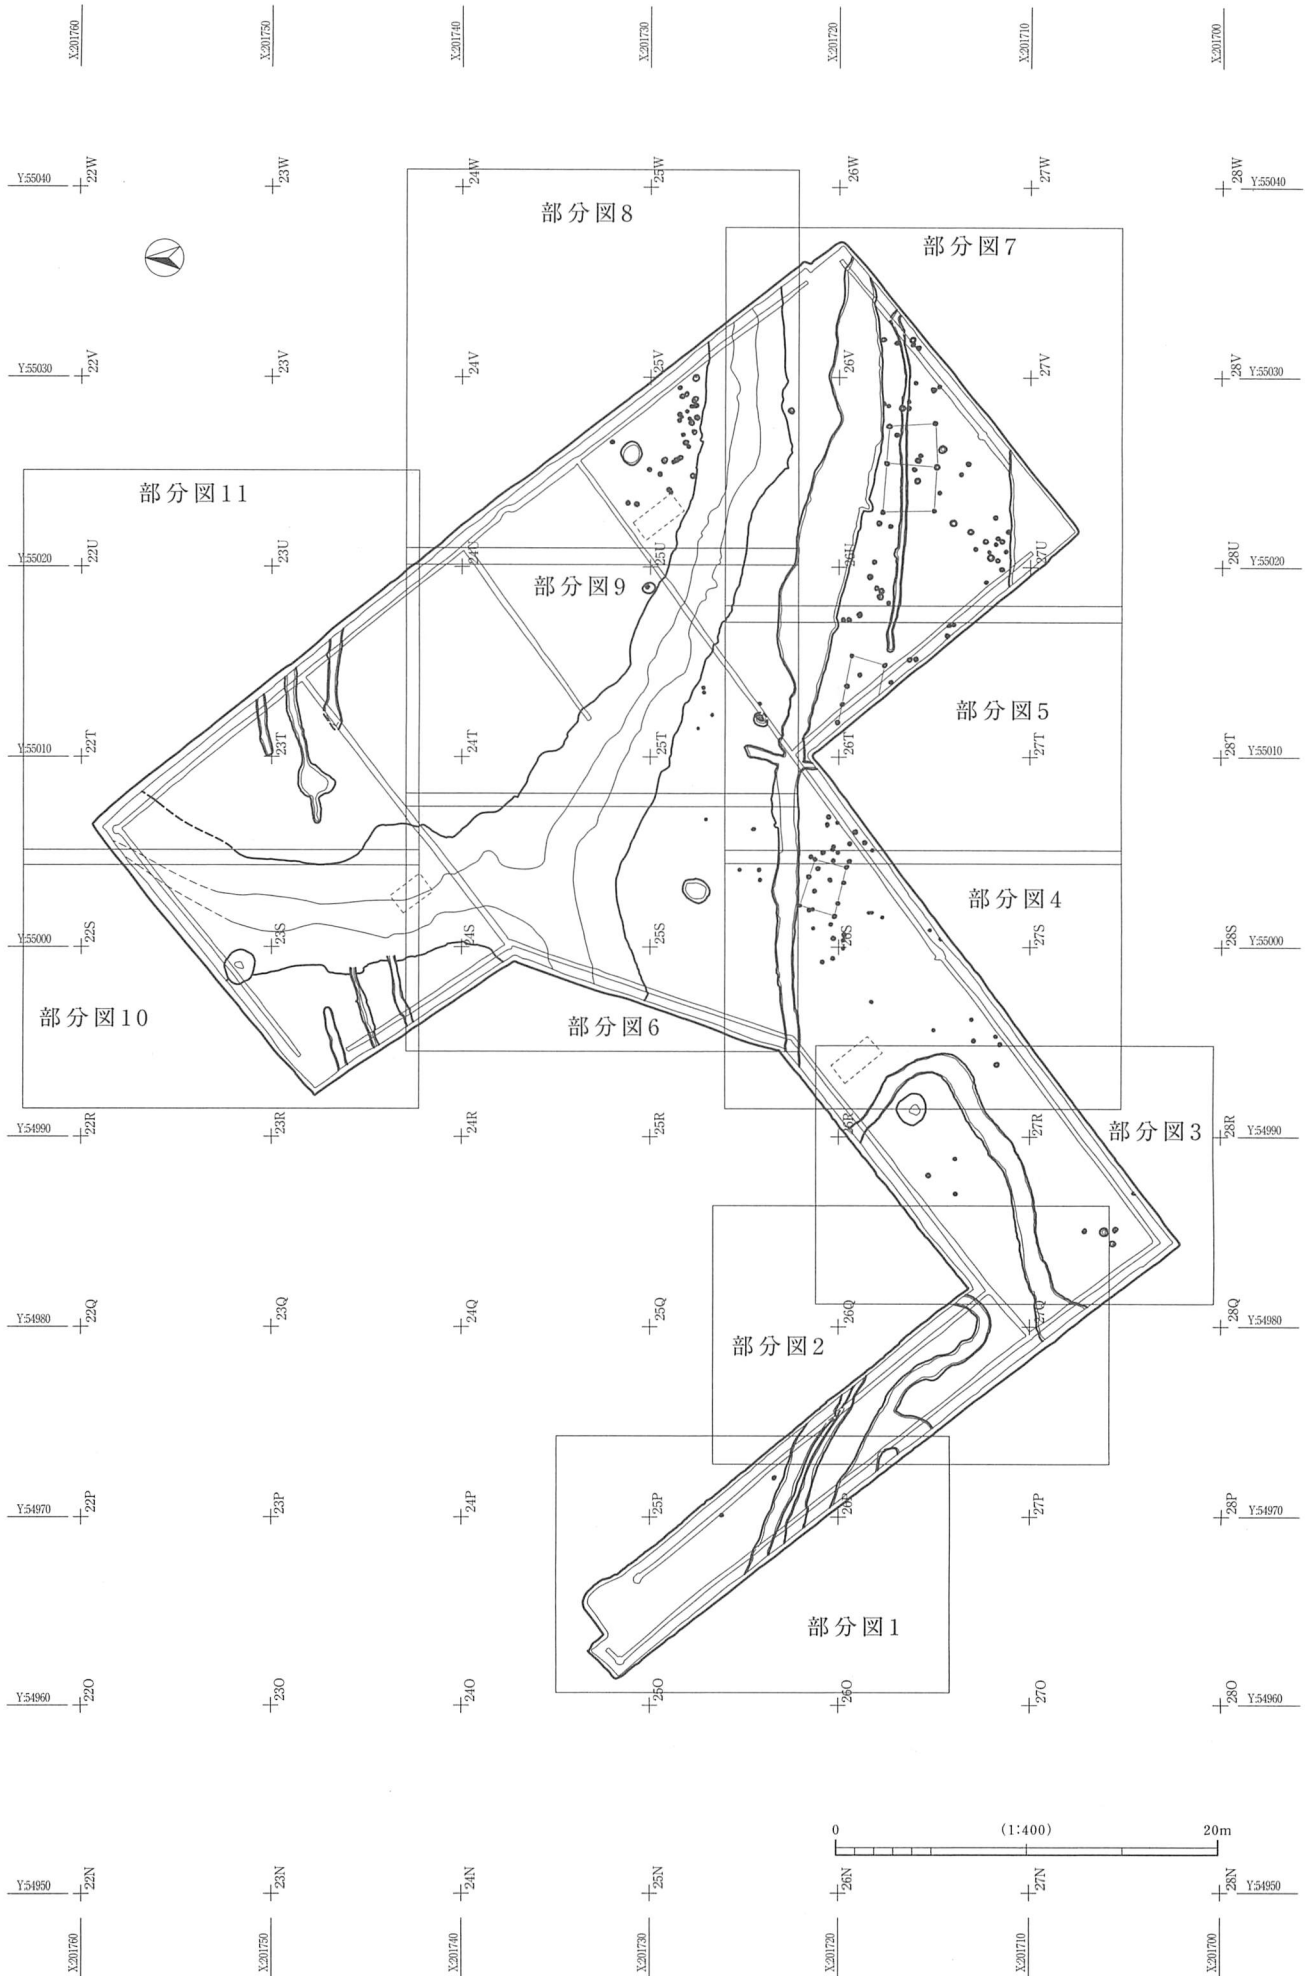 X:201760 X:201750 X:201740 X:201730 X:201720 X:201710 X:201700
Y:55040 22W 23W 24W 25W 26W 27W 28W Y:55040
部分図8
部分図7
Y:55030 22V 23V 24V 25V 26V 27V 28V Y:55030
部分図11
Y:55020 22U 23U 24U 25U 26U 27U 28U Y:55020
部分図9
部分図5
Y:55010 22T 23T 24T 25T 26T 27T 28T Y:55010
部分図4
Y:55000 22S 23S 24S 25S 26S 27S 28S Y:55000
部分図10
部分図6
Y:54990 22R 23R 24R 25R 26R 27R 28R Y:54990
部分図3
Y:54980 22Q 23Q 24Q 25Q 26Q 27Q 28Q Y:54980
部分図2
Y:54970 22P 23P 24P 25P 26P 27P 28P Y:54970
部分図1
Y:54960 22O 23O 24O 25O 26O 27O 28O Y:54960
0 (1:400) 20m
Y:54950 22N 23N 24N 25N 26N 27N 28N Y:54950
X:201760 X:201750 X:201740 X:201730 X:201720 X:201710 X:201700